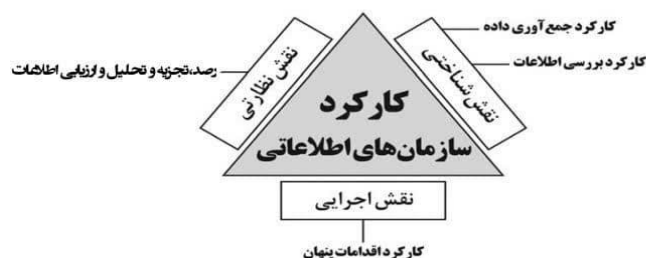 کارکرد جمع‌آوری داده
کارکرد بررسی اطلاعات
نقش شناختی
نقش نظارتی
رصد، تجزیه و تحلیل و ارزیابی اطلاعات
کارکرد
سازمان‌های اطلاعاتی
نقش اجرایی
کارکرد اقدامات پنهان